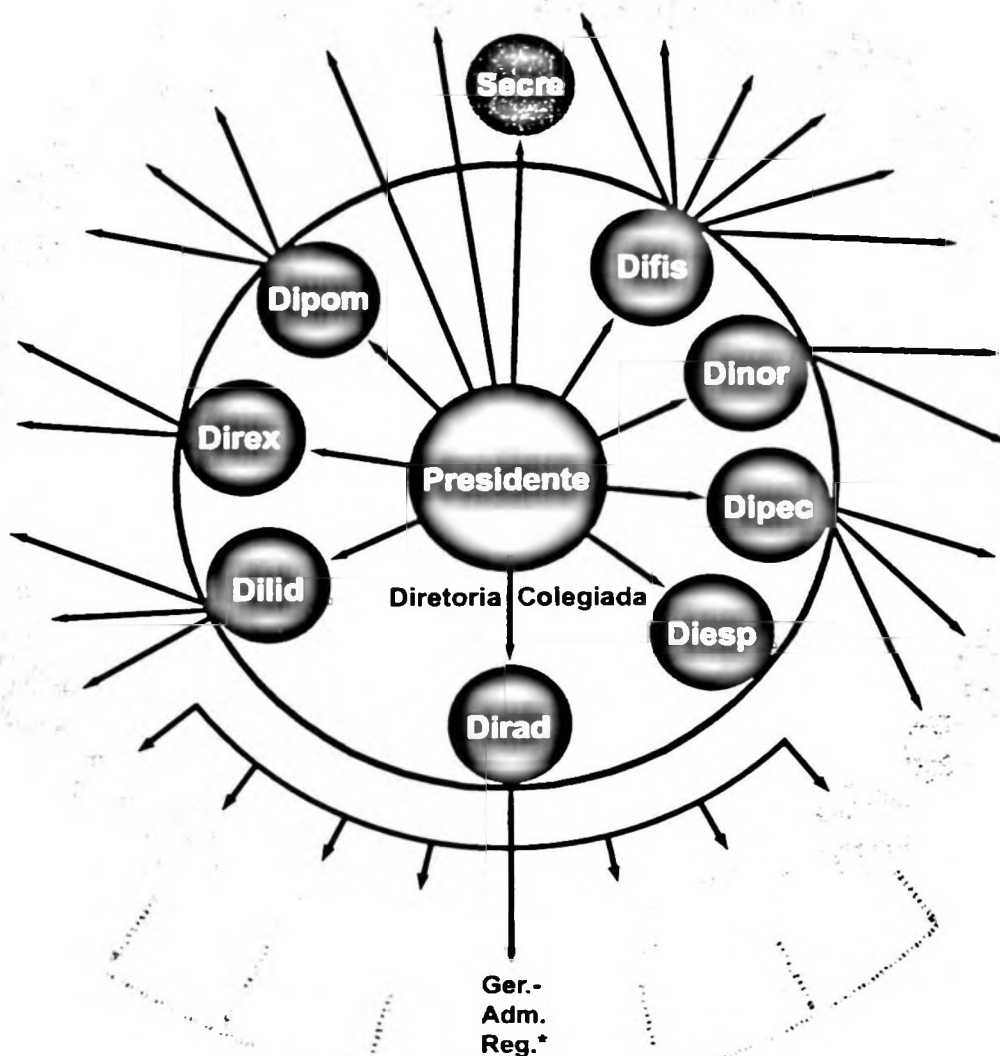 Secre
Difis
Dipom
Dinor
Direx
Presidente
Dipec
Dilid
Diretoria Colegiada
Diesp
Dirad
Ger.-
Adm.
Reg.*